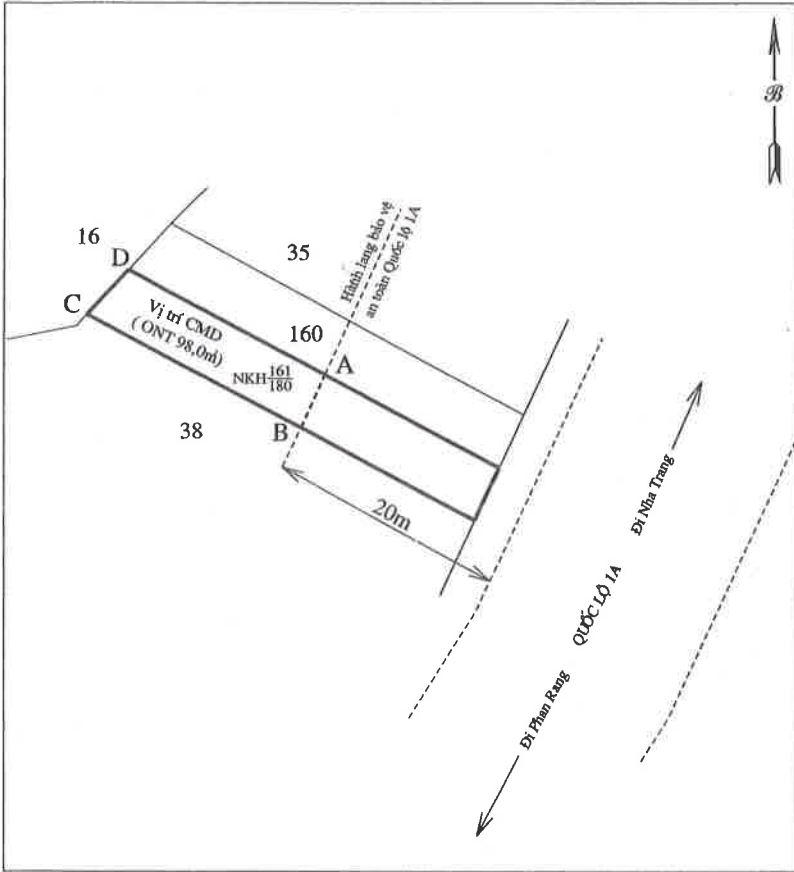 ℬ
Hành lang bảo vệ
an toàn Quốc lộ 1A
16
35
D
C
Vị trí CMD
( ONT 98,0m²)
160
NKH 161/180
A
38
B
20m
Đi Nha Trang
QUỐC LỘ 1A
Đi Phan Rang